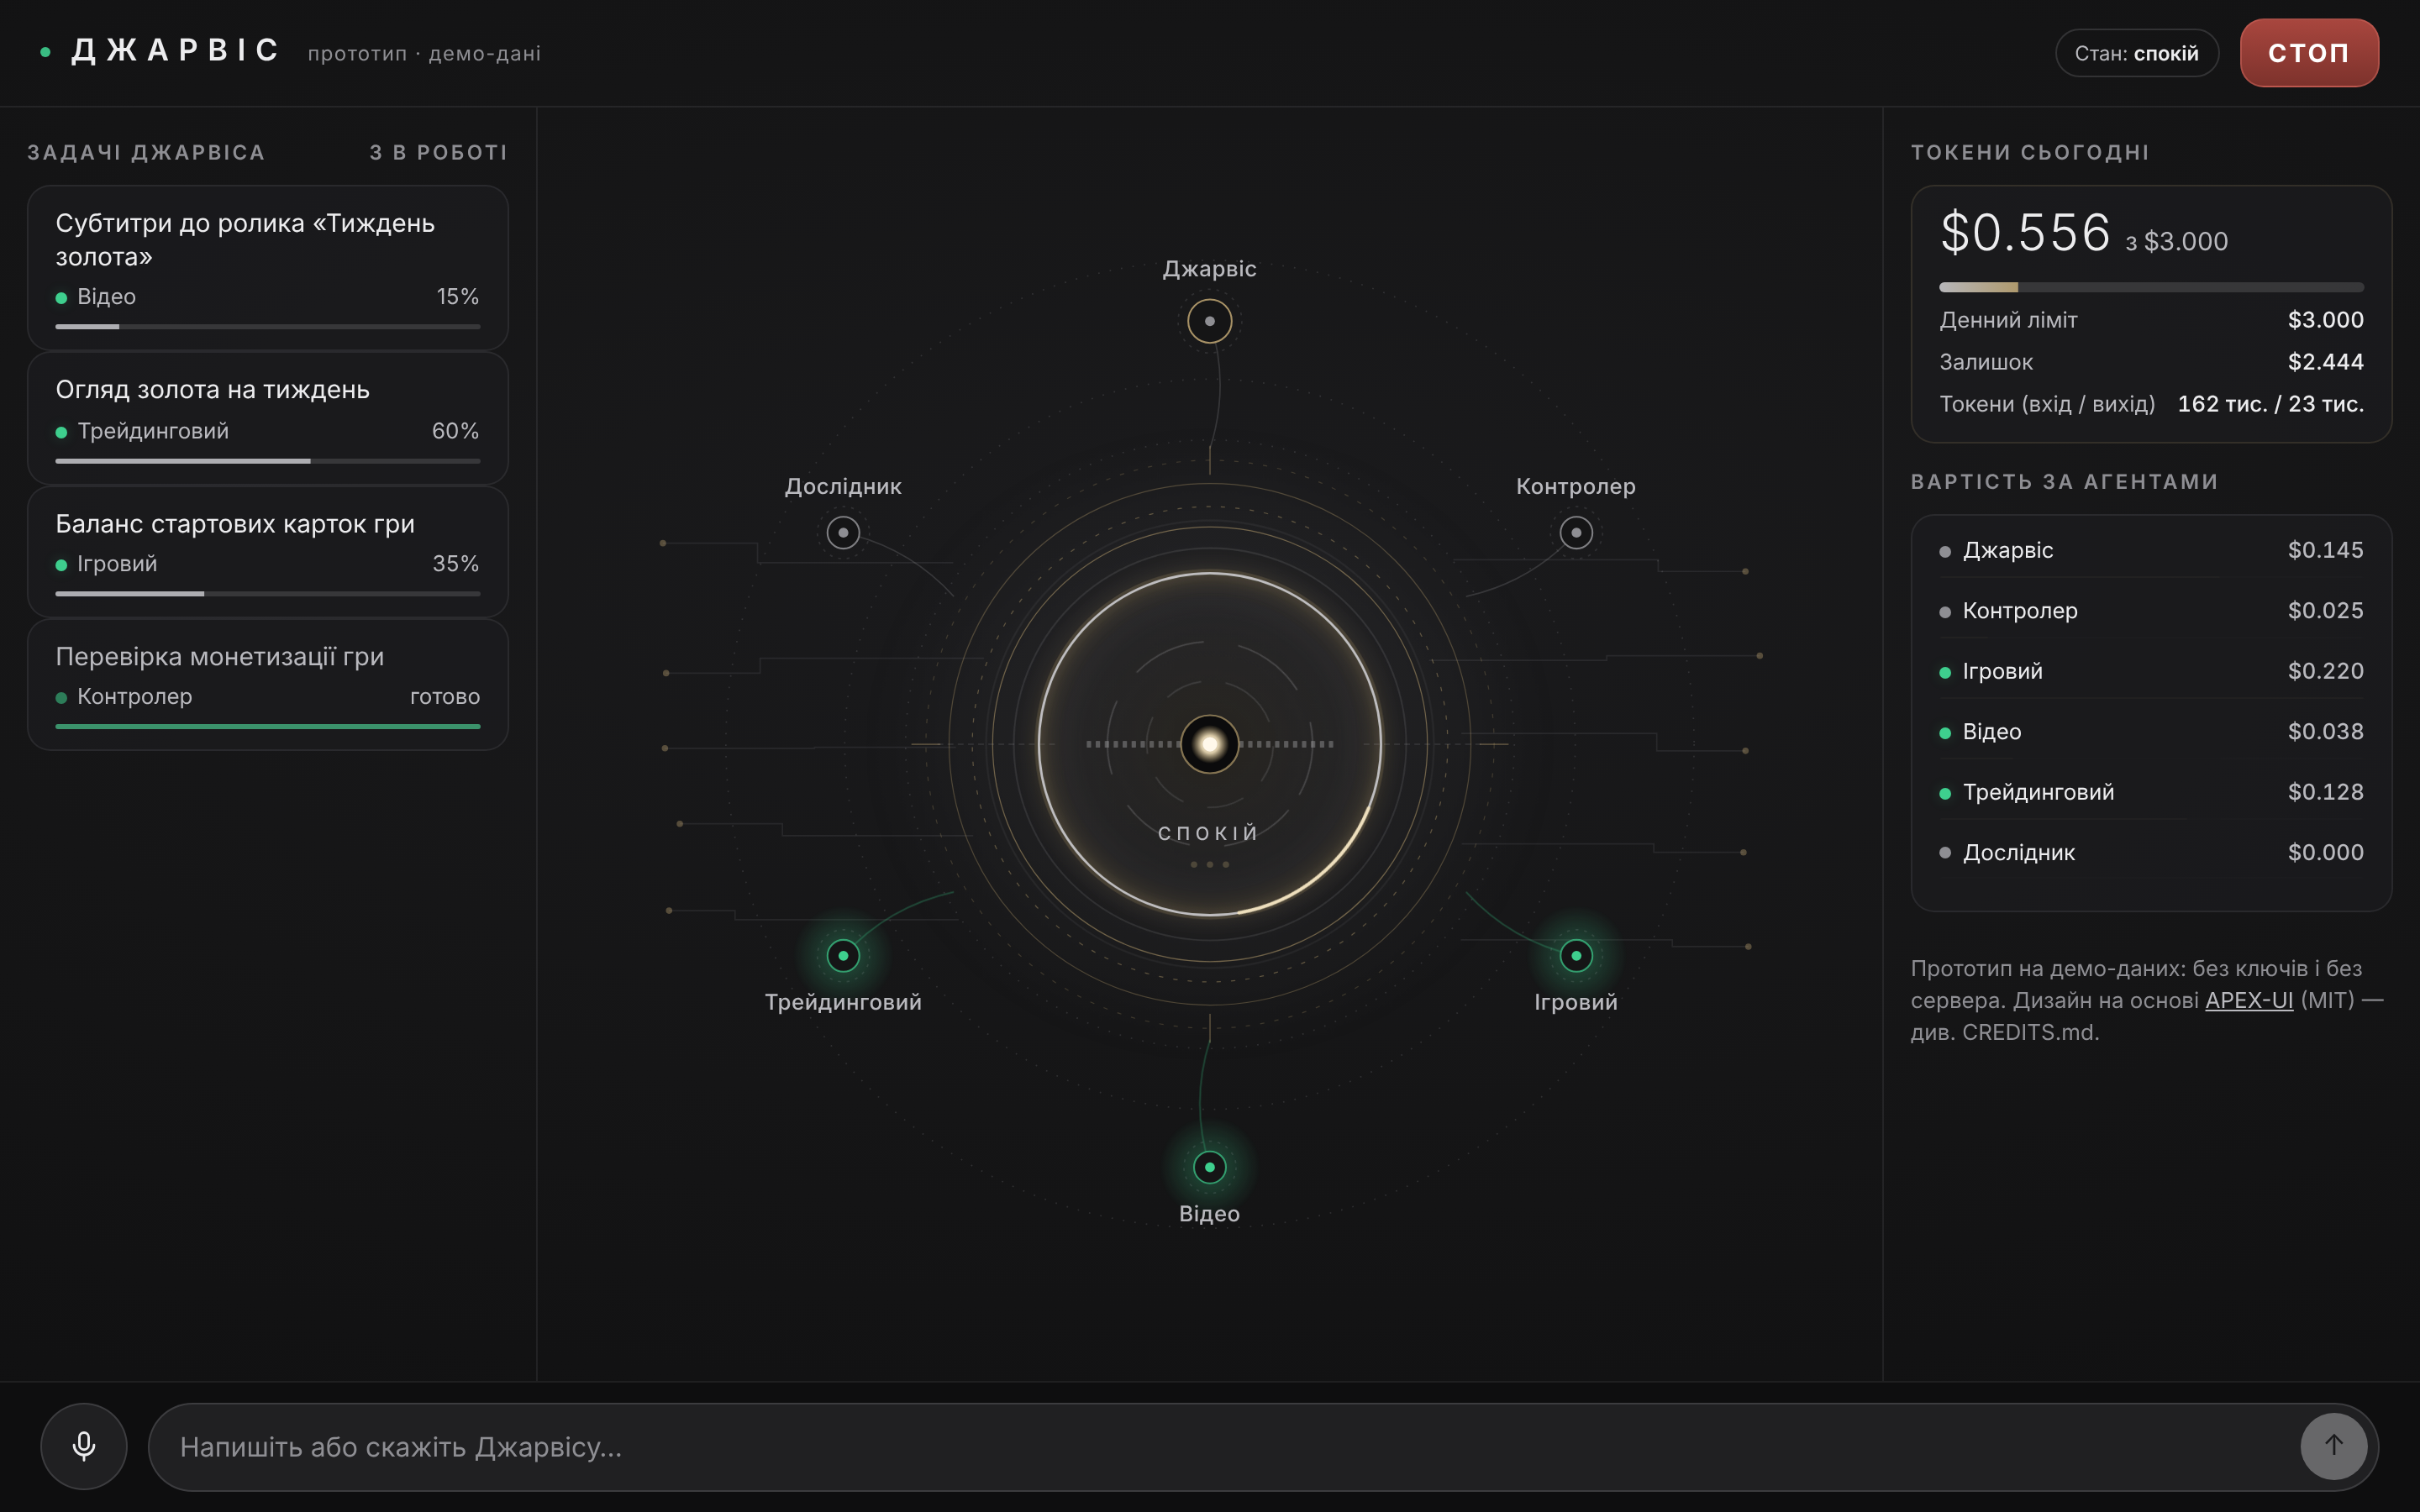 ДЖАРВІС прототип · демо-дані
Стан: спокій
СТОП
ЗАДАЧІ ДЖАРВІСА 3 В РОБОТІ
Субтитри до ролика «Тиждень
золота»
Відео 15%
Огляд золота на тиждень
Трейдинговий 60%
Баланс стартових карток гри
Ігровий 35%
Перевірка монетизації гри
Контролер готово
Джарвіс
Дослідник
Контролер
спокій
Трейдинговий
Ігровий
Відео
ТОКЕНИ СЬОГОДНІ
$0.556 з $3.000
Денний ліміт $3.000
Залишок $2.444
Токени (вхід / вихід) 162 тис. / 23 тис.
ВАРТІСТЬ ЗА АГЕНТАМИ
Джарвіс $0.145
Контролер $0.025
Ігровий $0.220
Відео $0.038
Трейдинговий $0.128
Дослідник $0.000
Прототип на демо-даних: без ключів і без
сервера. Дизайн на основі APEX-UI (MIT) —
див. CREDITS.md.
Напишіть або скажіть Джарвісу...